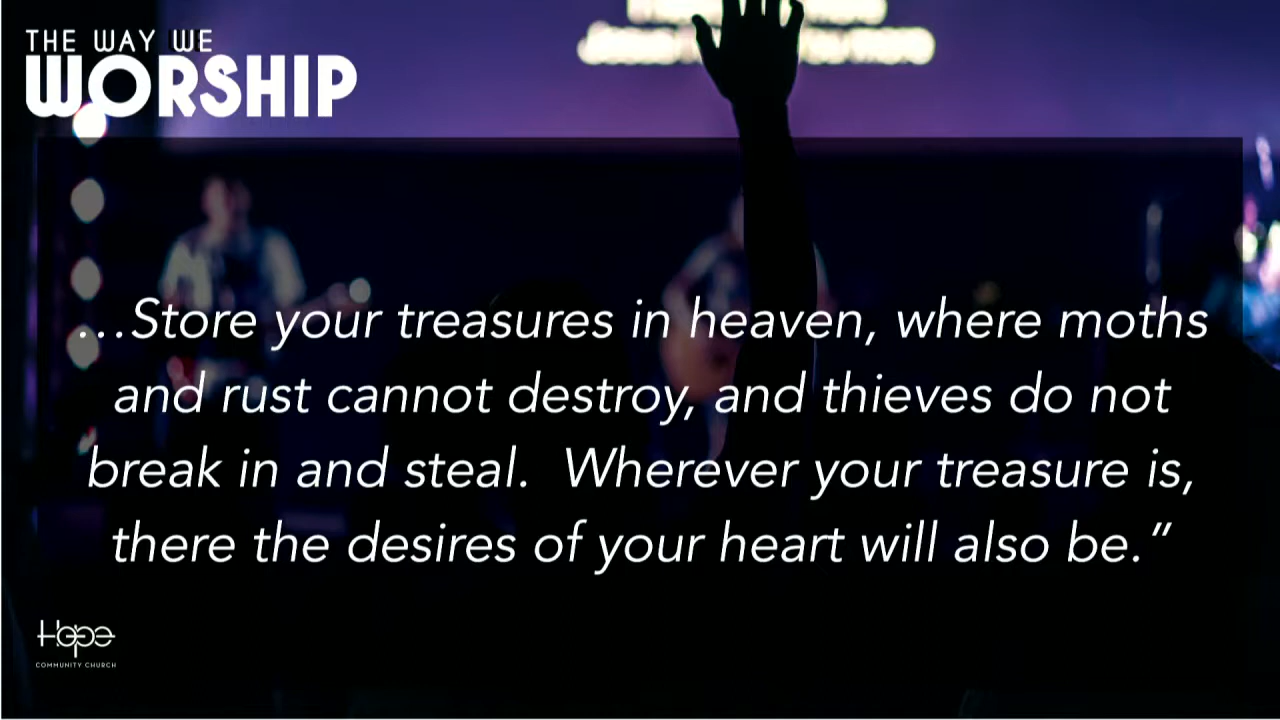 THE WAY WE
WORSHIP
Jesus
more
…Store your treasures in heaven, where moths
and rust cannot destroy, and thieves do not
break in and steal.  Wherever your treasure is,
there the desires of your heart will also be.”
Hope
COMMUNITY CHURCH